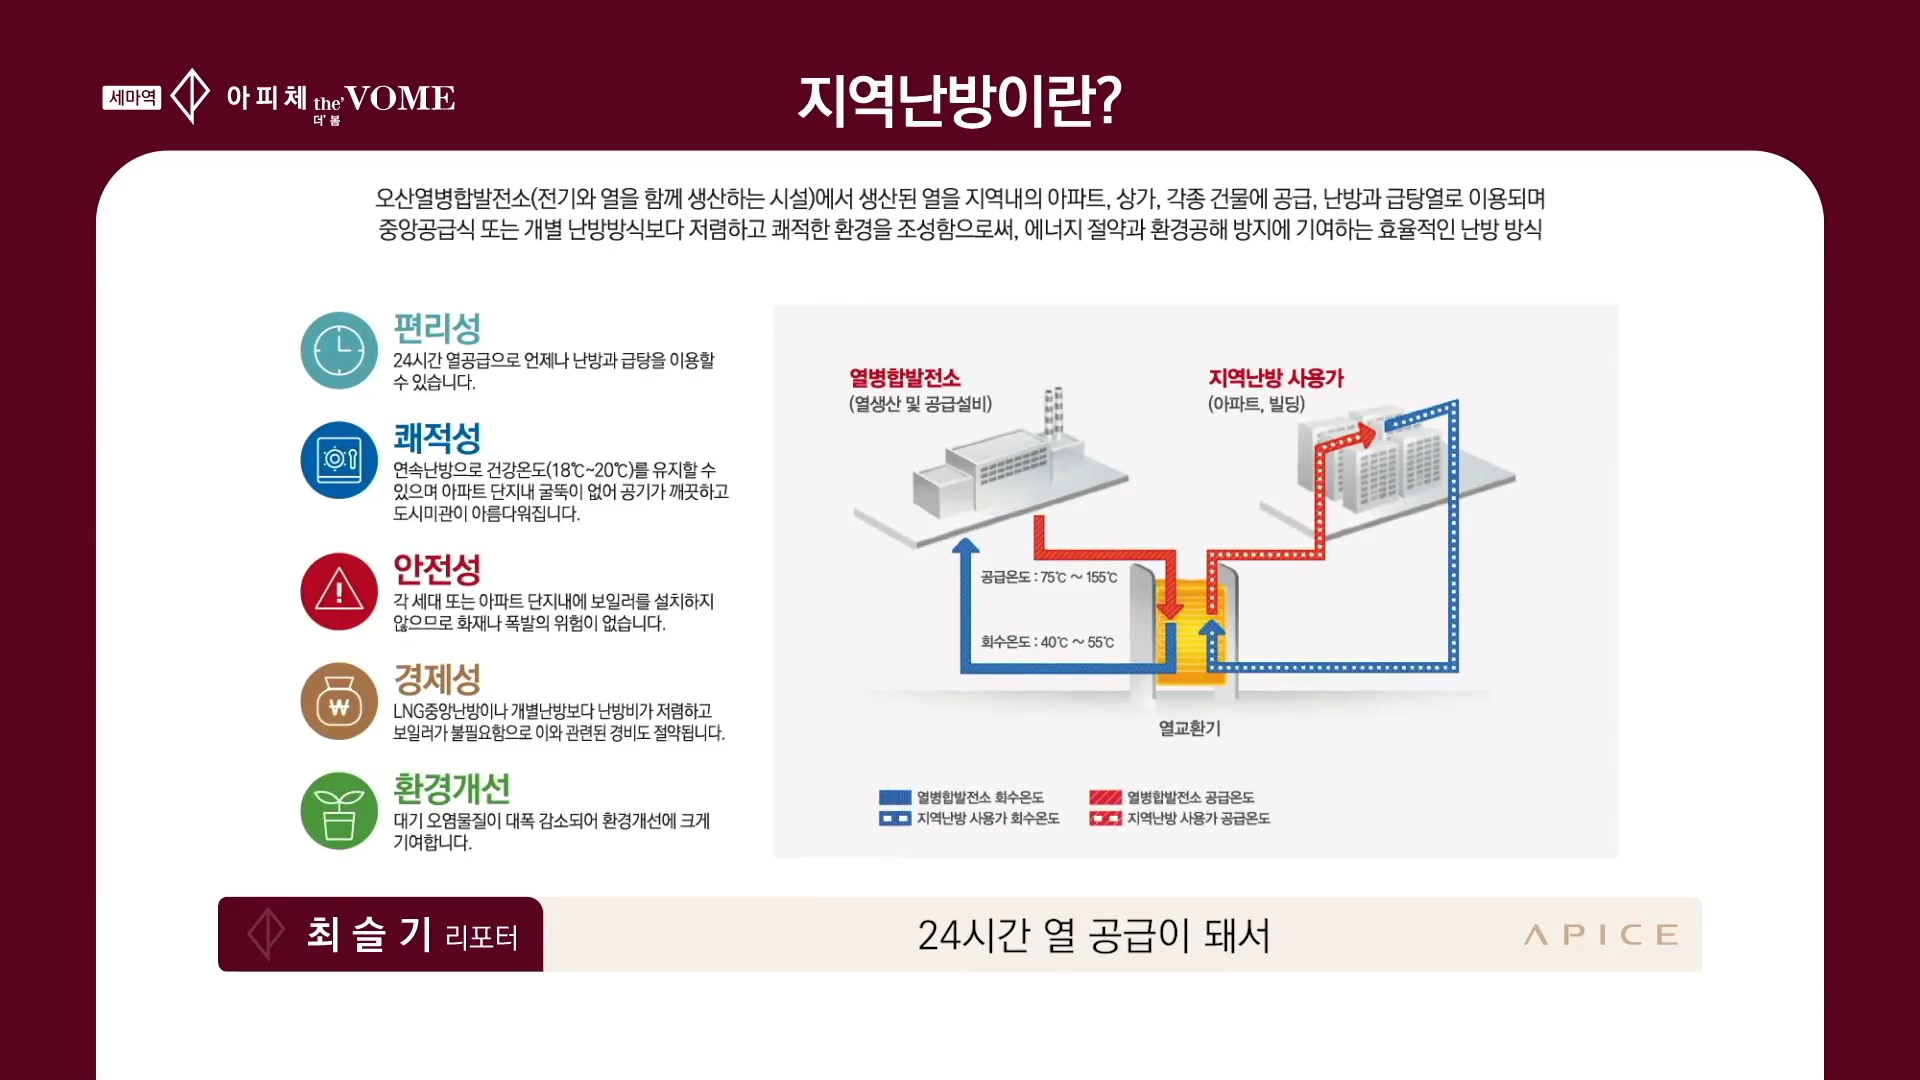 세마역 아피체 the' VOME
더' 봄
지역난방이란?
오산열병합발전소(전기와 열을 함께 생산하는 시설)에서 생산된 열을 지역내의 아파트, 상가, 각종 건물에 공급, 난방과 급탕열로 이용되며
중앙공급식 또는 개별 난방방식보다 저렴하고 쾌적한 환경을 조성함으로써, 에너지 절약과 환경공해 방지에 기여하는 효율적인 난방 방식
편리성
24시간 열공급으로 언제나 난방과 급탕을 이용할
수 있습니다.
쾌적성
연속난방으로 건강온도(18℃~20℃)를 유지할 수
있으며 아파트 단지내 굴뚝이 없어 공기가 깨끗하고
도시미관이 아름다워집니다.
안전성
각 세대 또는 아파트 단지내에 보일러를 설치하지
않으므로 화재나 폭발의 위험이 없습니다.
경제성
LNG중앙난방이나 개별난방보다 난방비가 저렴하고
보일러가 불필요함으로 이와 관련된 경비도 절약됩니다.
환경개선
대기 오염물질이 대폭 감소되어 환경개선에 크게
기여합니다.
열병합발전소
(열생산 및 공급설비)
지역난방 사용가
(아파트, 빌딩)
공급온도 : 75℃ ~ 155℃
회수온도 : 40℃ ~ 55℃
열교환기
열병합발전소 회수온도
열병합발전소 공급온도
지역난방 사용가 회수온도
지역난방 사용가 공급온도
최슬기 리포터
24시간 열 공급이 돼서
APICE